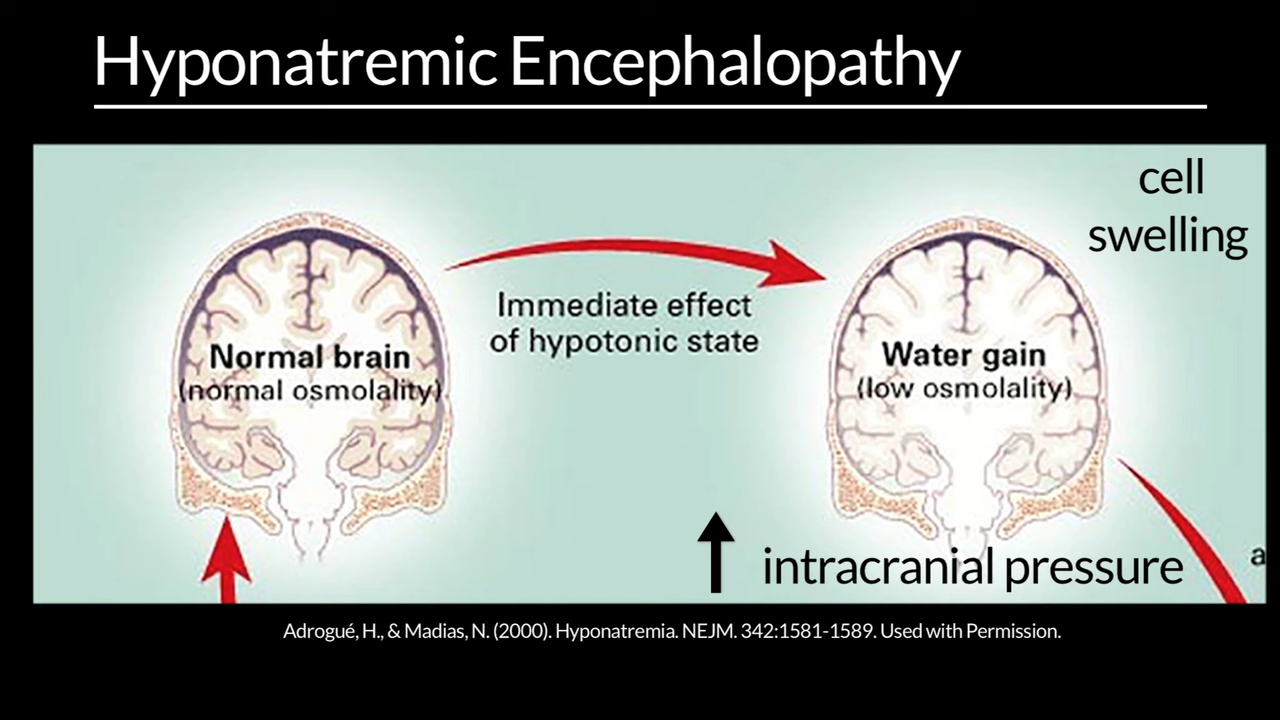 Hyponatremic Encephalopathy
cell
swelling
Immediate effect
of hypotonic state
Normal brain
(normal osmolality)
Water gain
(low osmolality)
intracranial pressure
a
Adrogué, H., & Madias, N. (2000). Hyponatremia. NEJM. 342:1581-1589. Used with Permission.